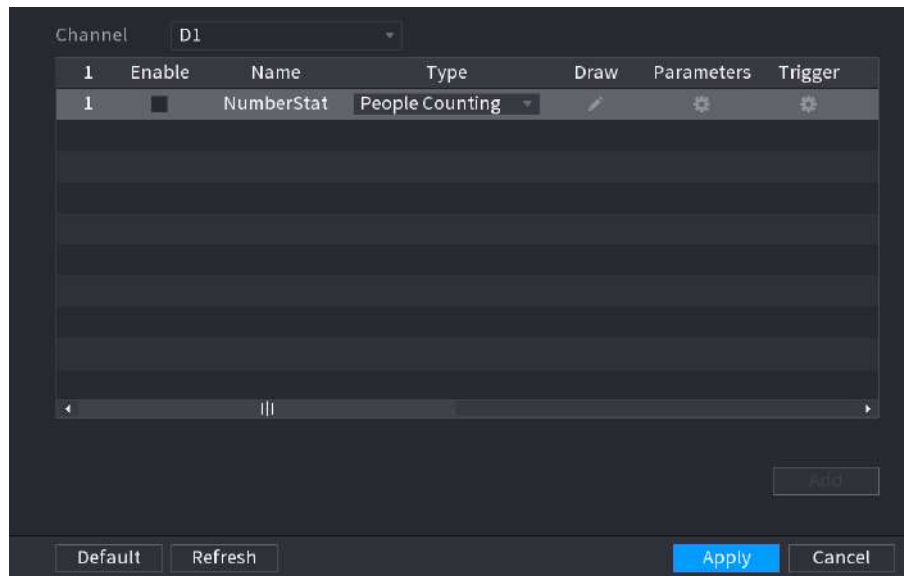 Channel D1
1 Enable Name Type Draw Parameters Trigger
1 NumberStat People Counting
Add
Default Refresh Apply Cancel